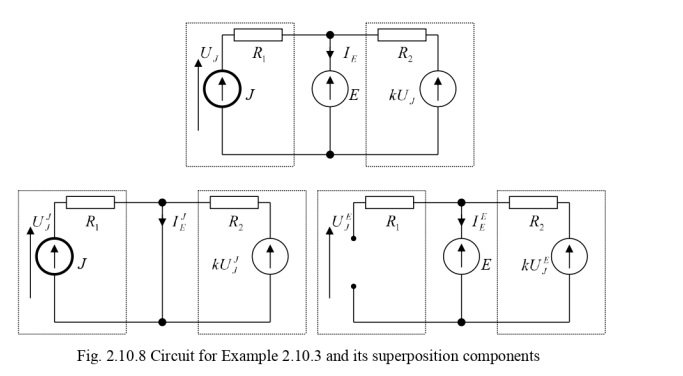 U_J R_1 I_E R_2
J E kU_J
U_J^J R_1 I_E^J R_2 U_J^E R_1 I_E^E R_2
J kU_J^J E kU_J^E
Fig. 2.10.8 Circuit for Example 2.10.3 and its superposition components